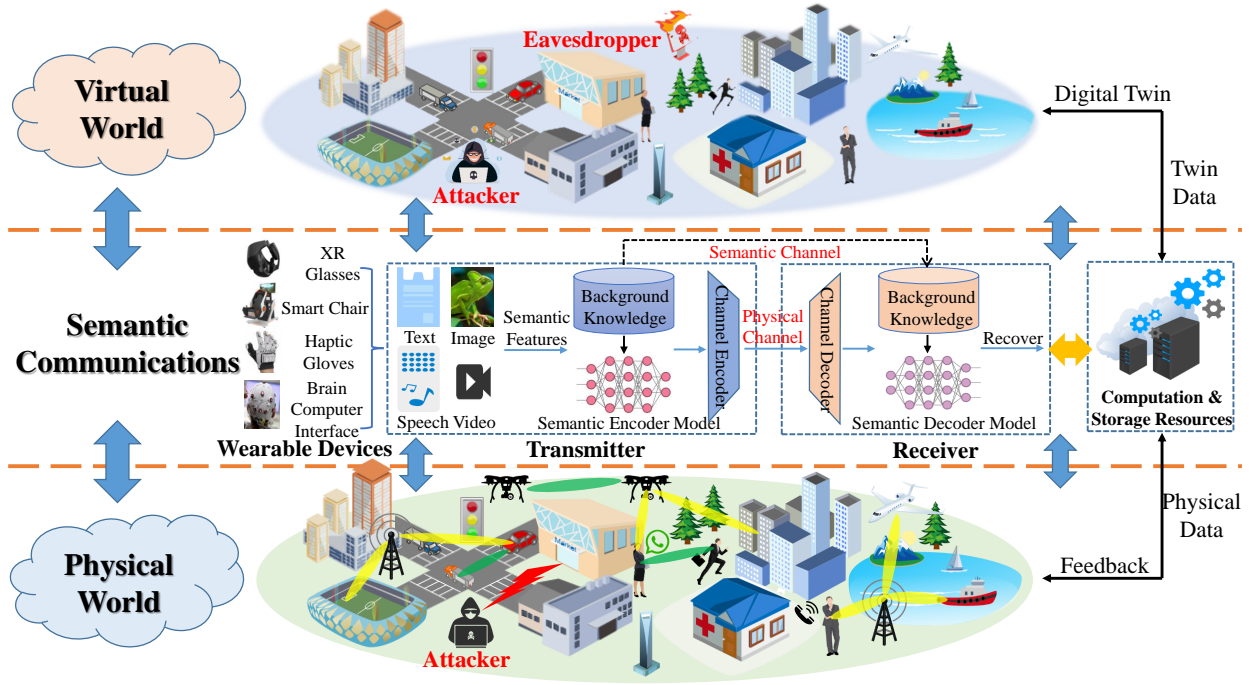 Virtual
World
Eavesdropper
Market
Attacker
Digital Twin
Twin
Data
Semantic
Communications
XR
Glasses
Smart Chair
Haptic
Gloves
Brain
Computer
Interface
Wearable Devices
Text
Image
Speech Video
Semantic
Features
Background
Knowledge
Semantic Encoder Model
Channel Encoder
Transmitter
Semantic Channel
Physical
Channel
Channel Decoder
Background
Knowledge
Semantic Decoder Model
Recover
Receiver
Computation &
Storage Resources
Physical
World
Market
Attacker
Physical
Data
Feedback